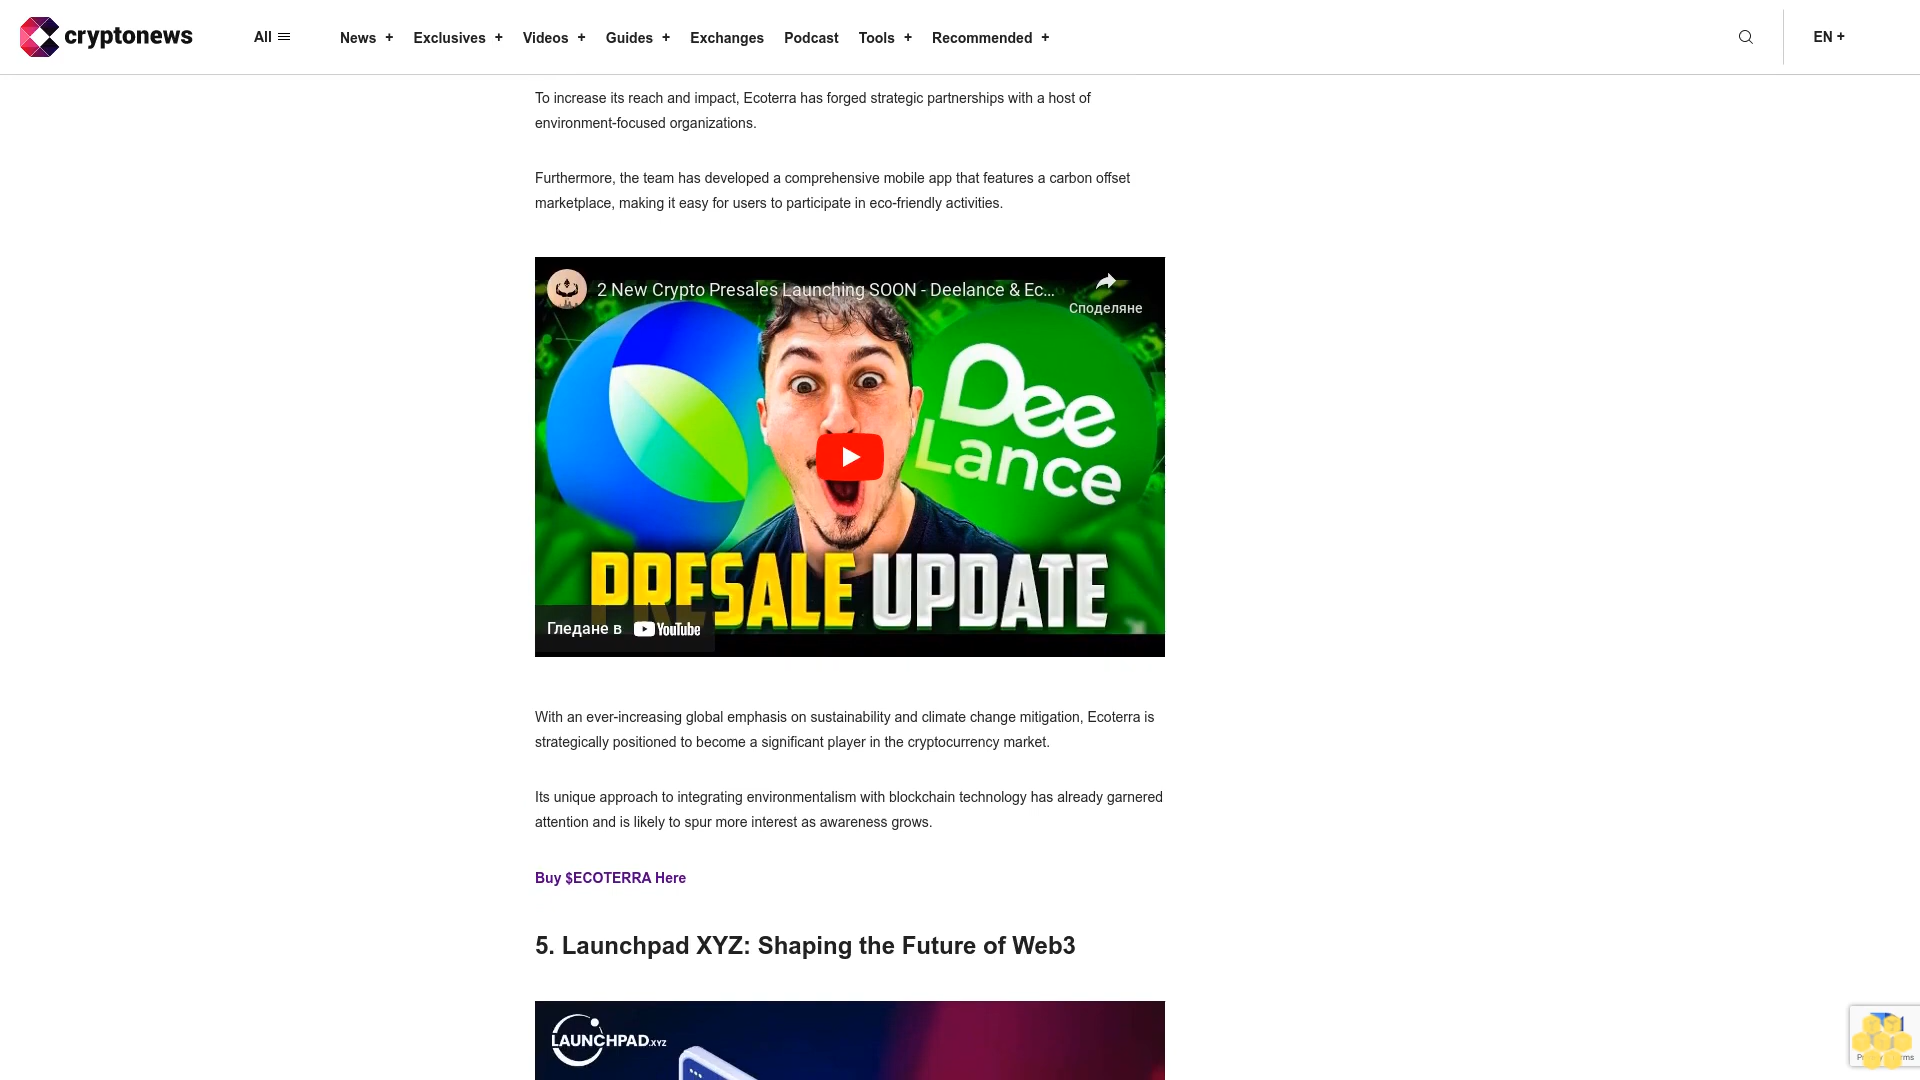 cryptonews
All
News + Exclusives + Videos + Guides + Exchanges Podcast Tools + Recommended +
EN +
To increase its reach and impact, Ecoterra has forged strategic partnerships with a host of
environment-focused organizations.
Furthermore, the team has developed a comprehensive mobile app that features a carbon offset
marketplace, making it easy for users to participate in eco-friendly activities.
2 New Crypto Presales Launching SOON - Deelance & Ec...
Споделяне
Dee
Lance
PRESALE UPDATE
Гледане в YouTube
With an ever-increasing global emphasis on sustainability and climate change mitigation, Ecoterra is
strategically positioned to become a significant player in the cryptocurrency market.
Its unique approach to integrating environmentalism with blockchain technology has already garnered
attention and is likely to spur more interest as awareness grows.
Buy $ECOTERRA Here
5. Launchpad XYZ: Shaping the Future of Web3
LAUNCHPAD.XYZ